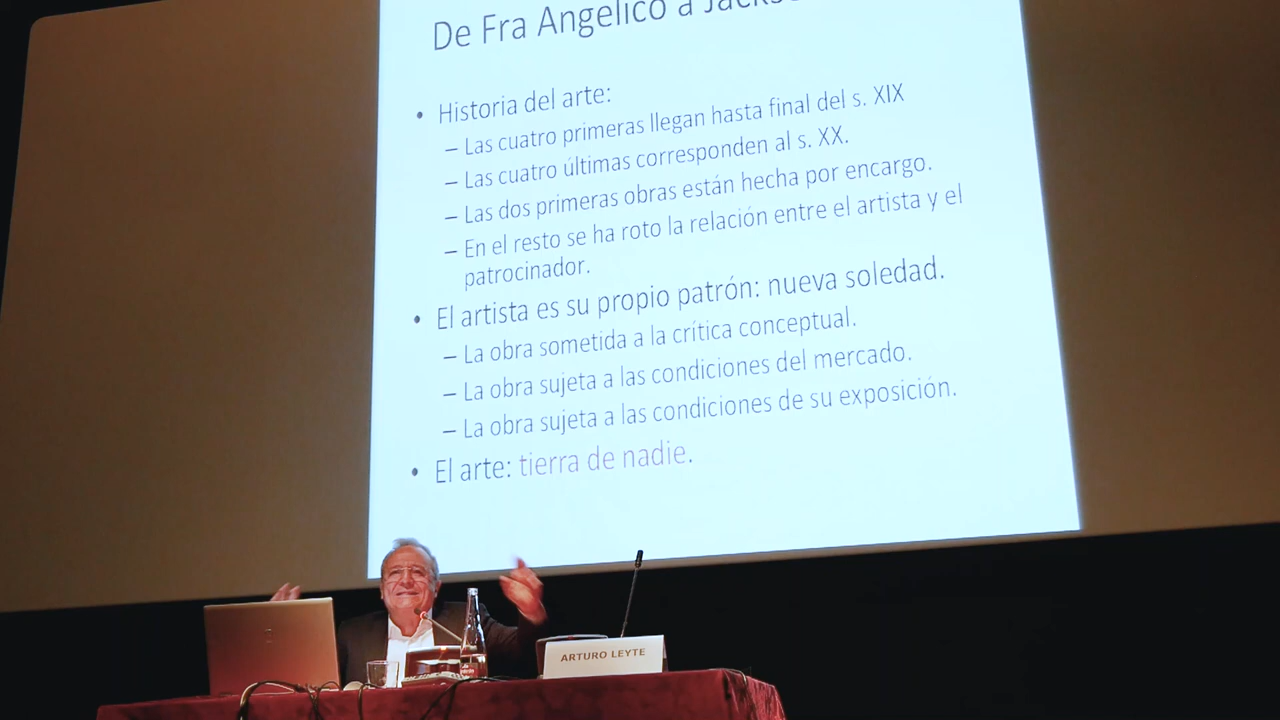 De Fra Angelico a
• Historia del arte:
– Las cuatro primeras llegan hasta final del s. XIX
– Las cuatro últimas corresponden al s. XX.
– Las dos primeras obras están hecha por encargo.
– En el resto se ha roto la relación entre el artista y el
patrocinador.
• El artista es su propio patrón: nueva soledad.
– La obra sometida a la crítica conceptual.
– La obra sujeta a las condiciones del mercado.
– La obra sujeta a las condiciones de su exposición.
• El arte: tierra de nadie.
ARTURO LEYTE